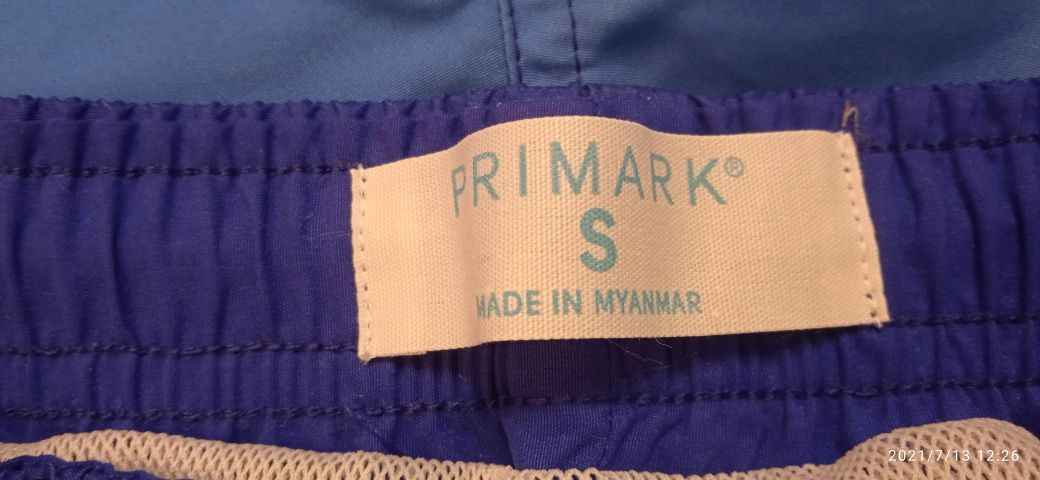 PRIMARK®
S
MADE IN MYANMAR
2021/7/13 12:26